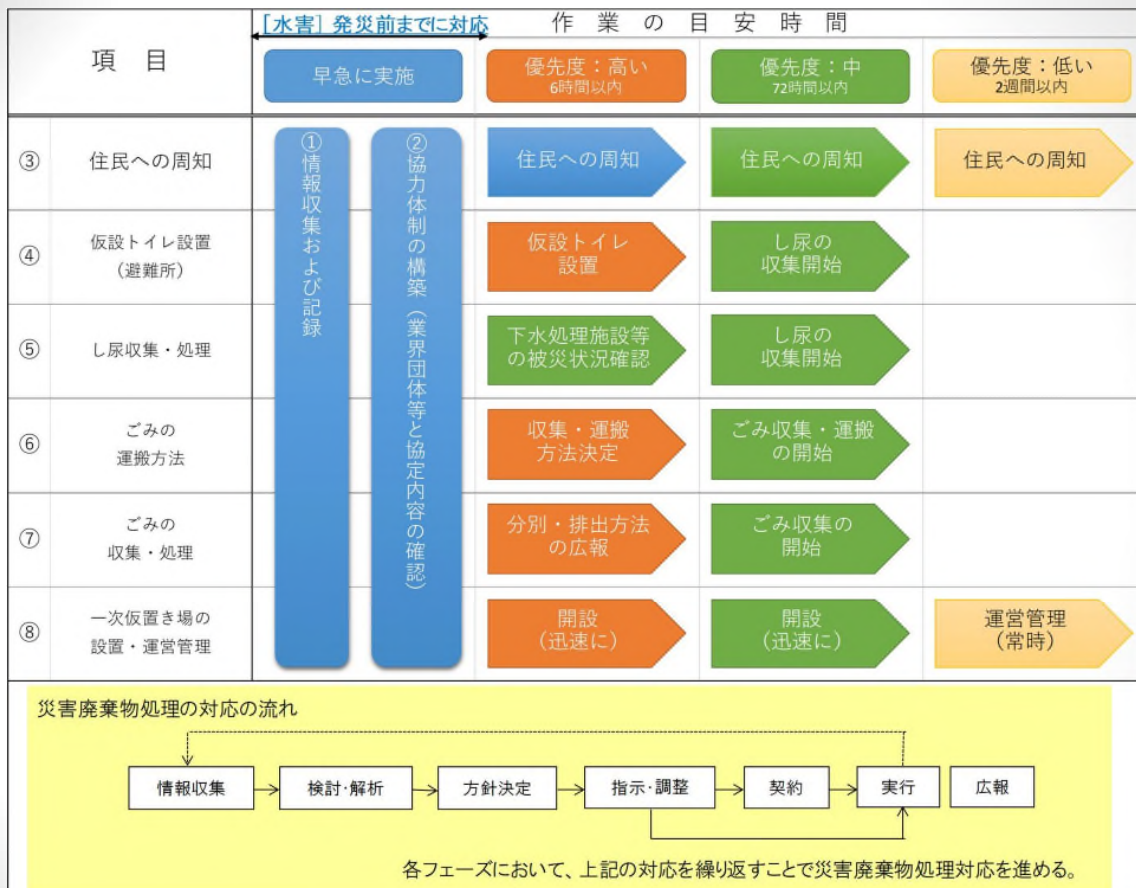 [水害] 発災前までに対応
作業の目安時間
項目
早急に実施
優先度：高い
6時間以内
優先度：中
72時間以内
優先度：低い
2週間以内
①情報収集および記録
②協力体制の構築（業界団体等と協定内容の確認）
③
住民への周知
住民への周知
住民への周知
住民への周知
④
仮設トイレ設置
（避難所）
仮設トイレ
設置
し尿の
収集開始
⑤
し尿収集・処理
下水処理施設等
の被災状況確認
し尿の
収集開始
⑥
ごみの
運搬方法
収集・運搬
方法決定
ごみ収集・運搬
の開始
⑦
ごみの
収集・処理
分別・排出方法
の広報
ごみ収集の
開始
⑧
一次仮置き場の
設置・運営管理
開設
（迅速に）
開設
（迅速に）
運営管理
（常時）
災害廃棄物処理の対応の流れ
情報収集
検討・解析
方針決定
指示・調整
契約
実行
広報
各フェーズにおいて、上記の対応を繰り返すことで災害廃棄物処理対応を進める。